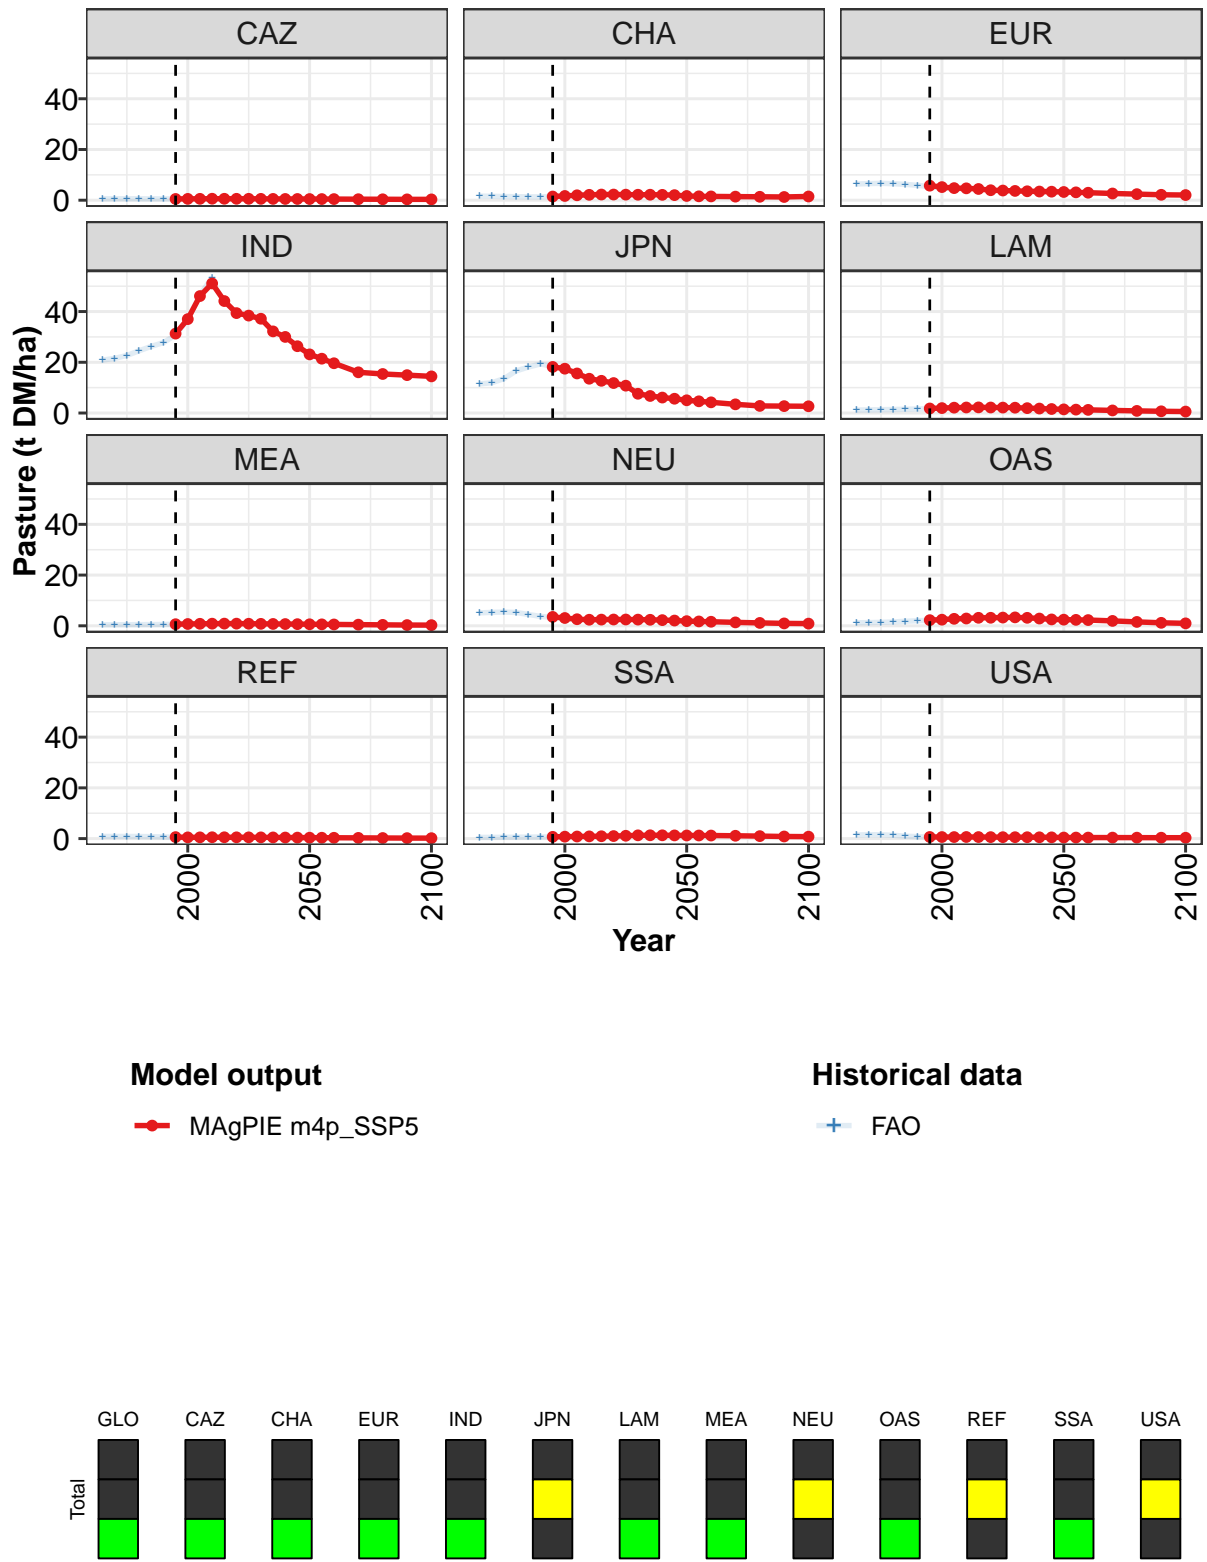 CAZ CHA EUR
40
20
0
IND JPN LAM
40
20
0
MEA NEU OAS
40
20
0
REF SSA USA
40
20
0
2000 2050 2100 2000 2050 2100 2000 2050 2100
Pasture (t DM/ha)
Year
Model output Historical data
MAgPIE m4p_SSP5 FAO
GLO CAZ CHA EUR IND JPN LAM MEA NEU OAS REF SSA USA
Total